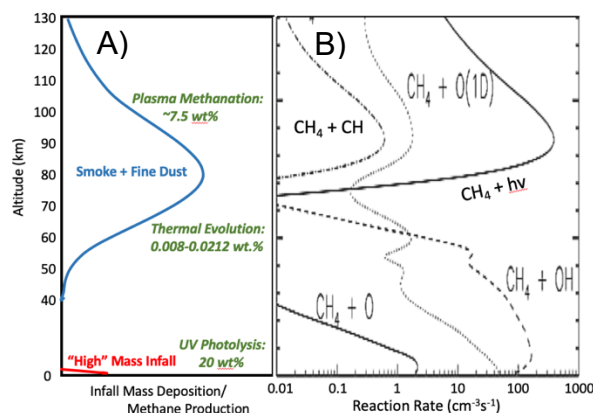 A)
B)
130
120
110
100
90
80
70
60
50
40
0
Altitude (km)
Plasma Methanation:
~7.5 wt%
Smoke + Fine Dust
Thermal Evolution:
0.008-0.0212 wt.%
UV Photolysis:
20 wt%
“High” Mass Infall
Infall Mass Deposition/
Methane Production
CH₄ + O(1D)
CH₄ + CH
CH₄ + hv
CH₄ + OH
CH₄ + O
0.01 0.1 1 10 100 1000
Reaction Rate (cm⁻³s⁻¹)